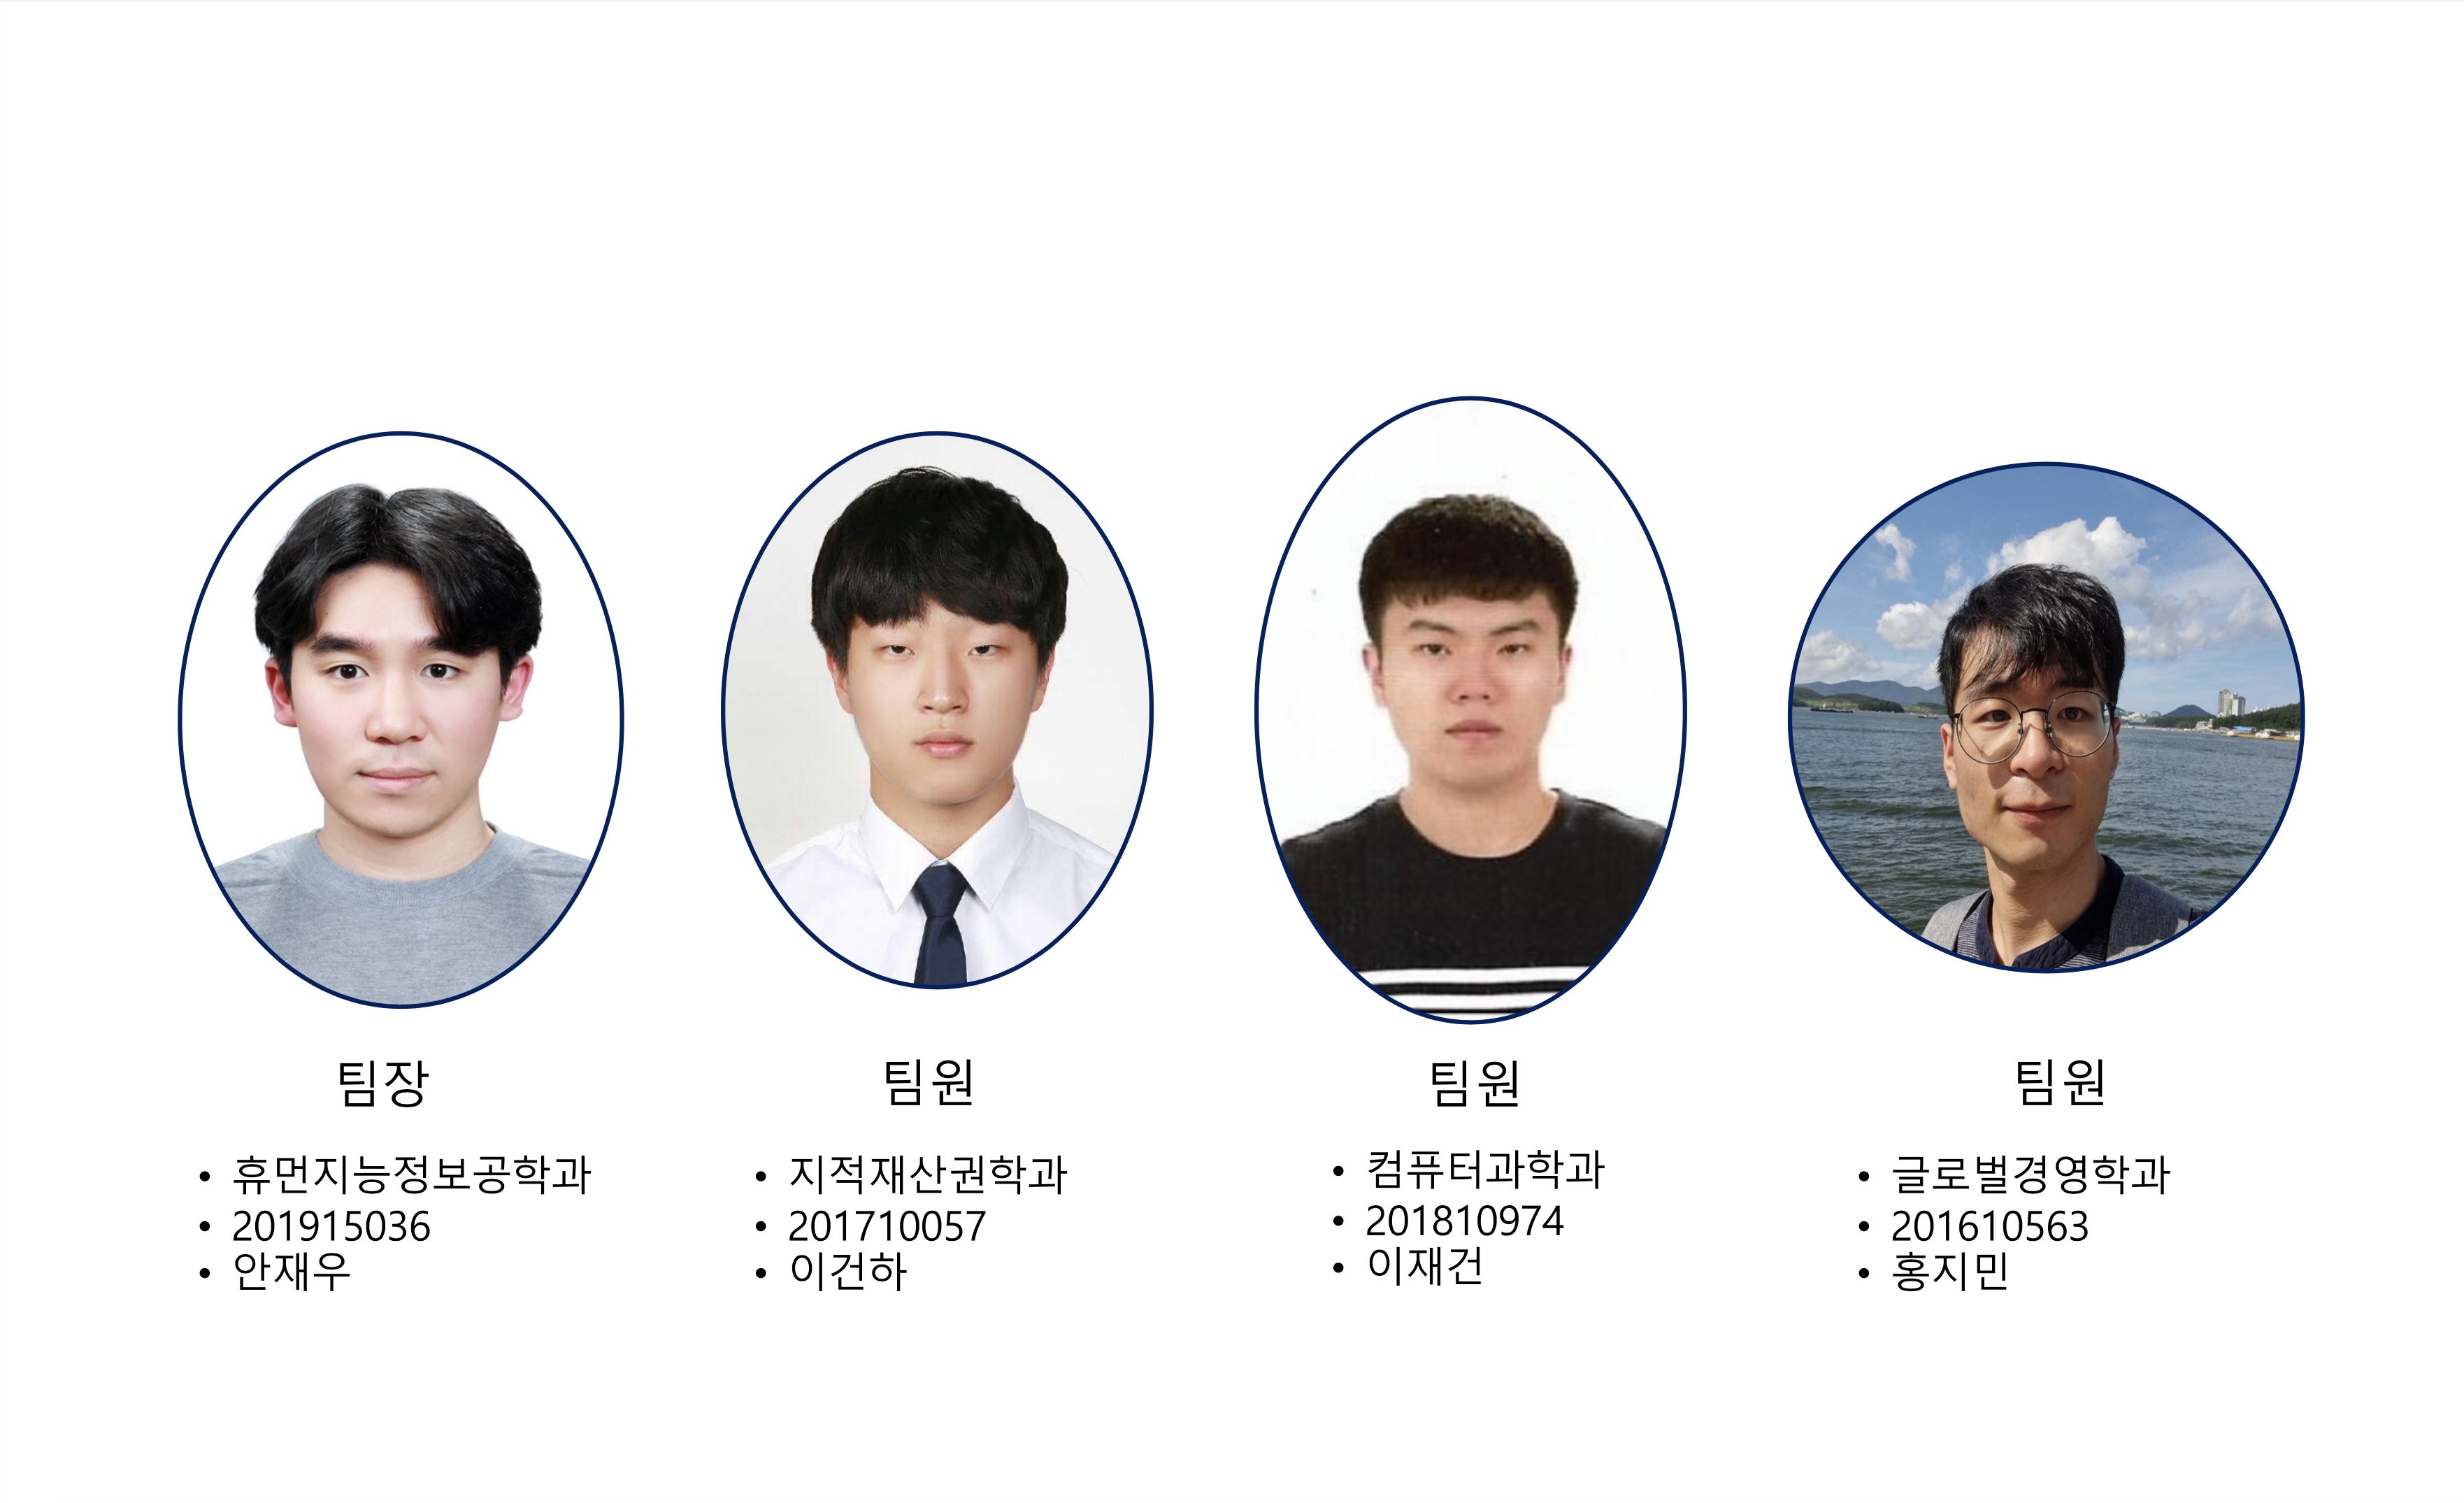 팀장
• 휴먼지능정보공학과
• 201915036
• 안재우
팀원
• 지적재산권학과
• 201710057
• 이건하
팀원
• 컴퓨터과학과
• 201810974
• 이재건
팀원
• 글로벌경영학과
• 201610563
• 홍지민